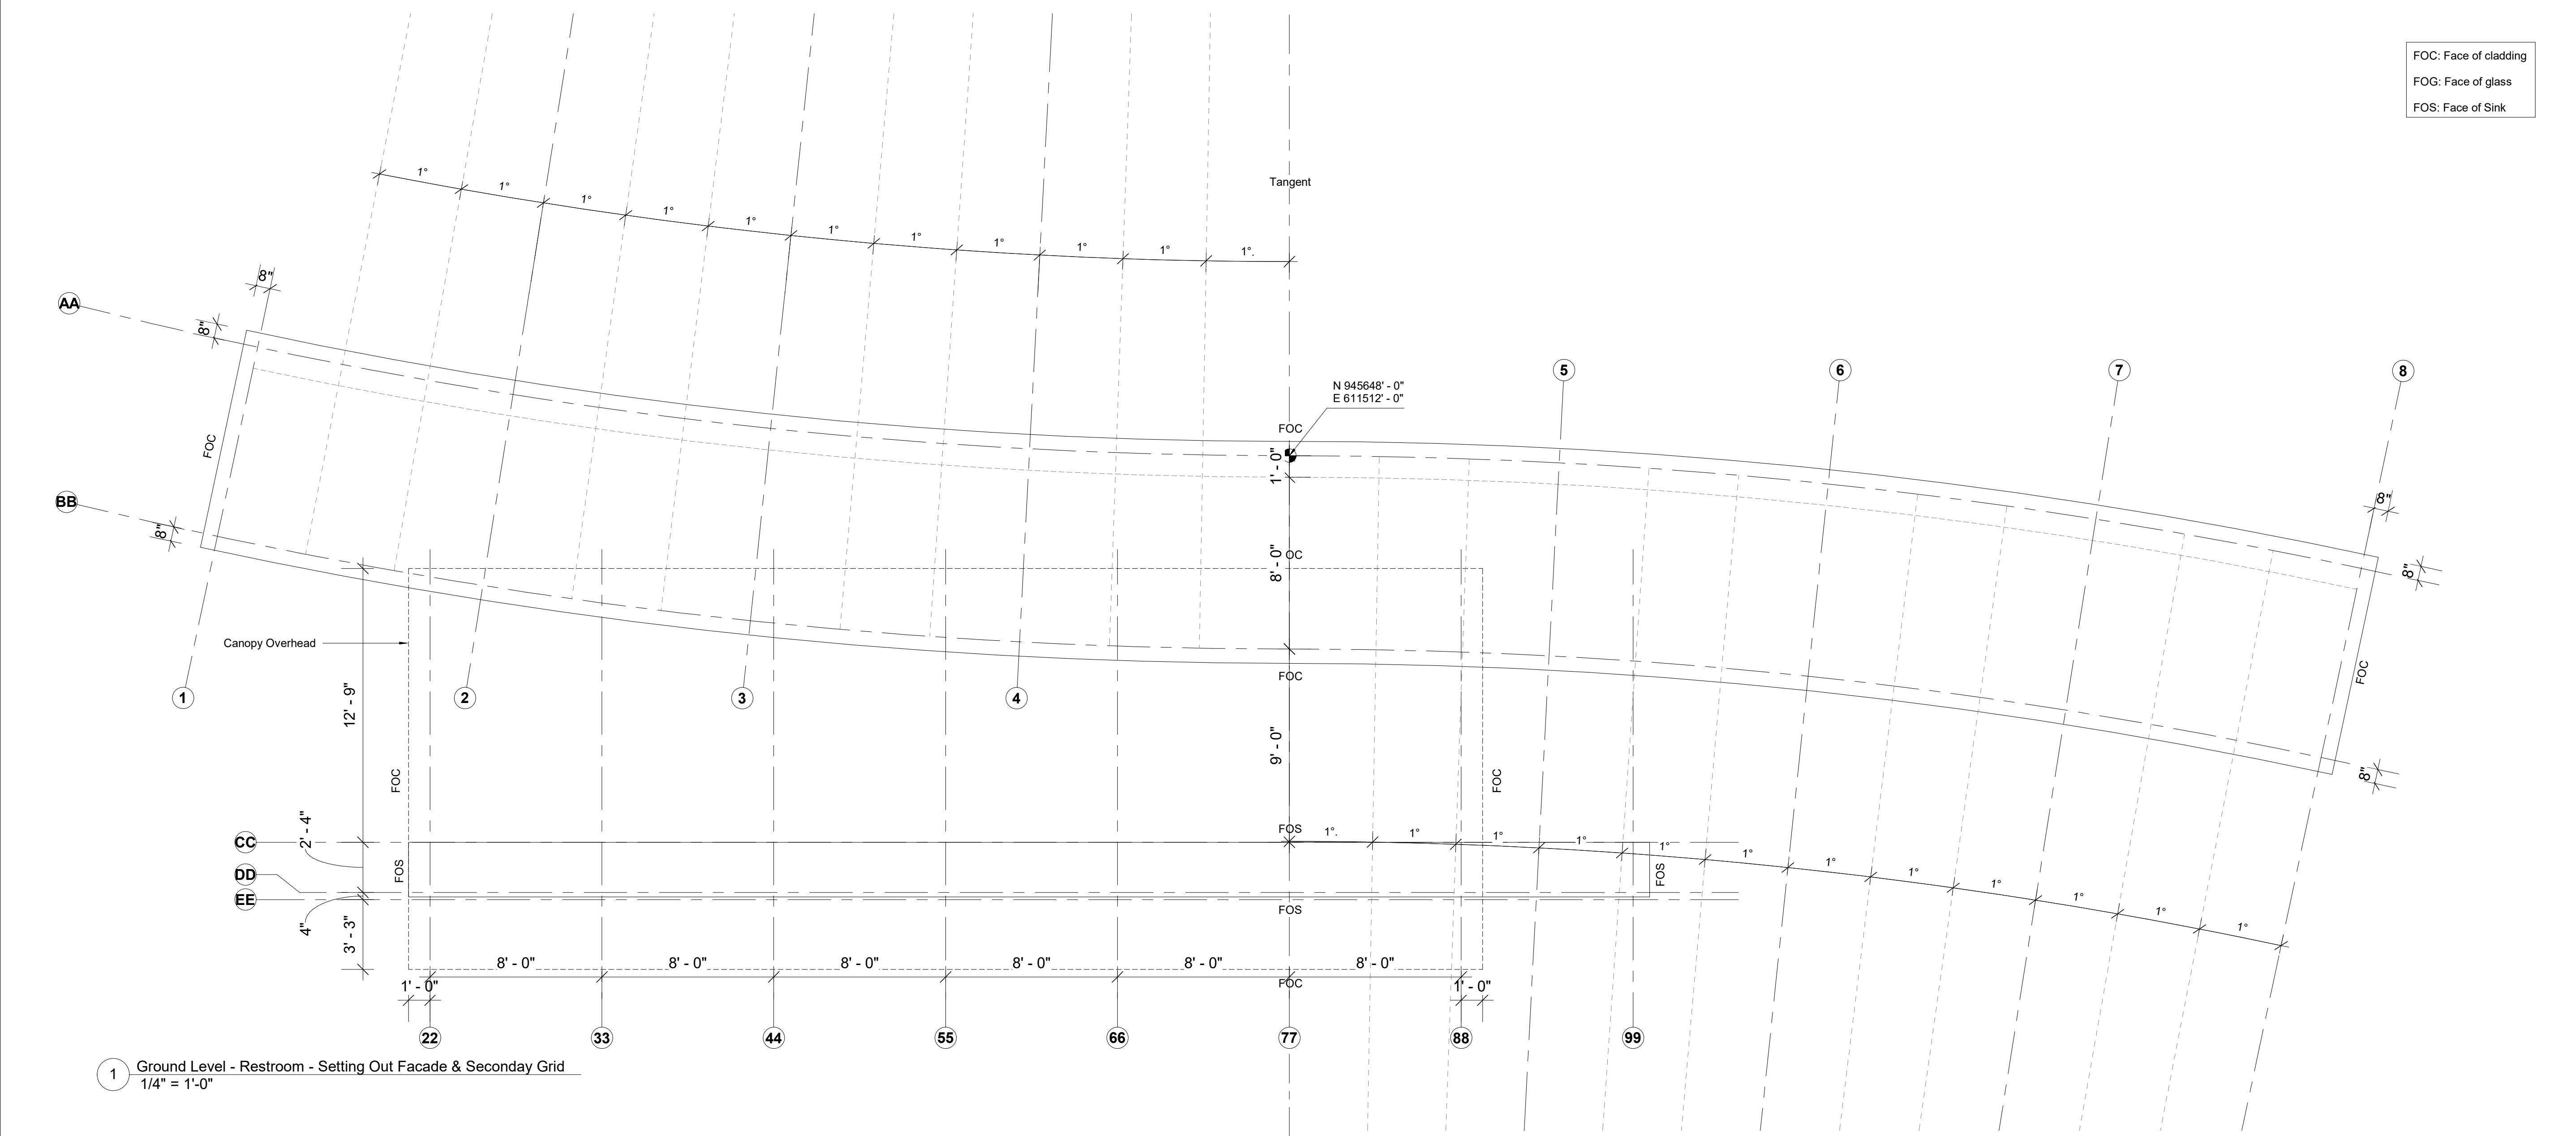 FOC: Face of cladding
FOG: Face of glass
FOS: Face of Sink
1°
1°
1°
1°
1°
1°
1°
1°
1°
1°
1°.
Tangent
8"
AA
8"
N 945648' - 0"
E 611512' - 0"
5
6
7
8
FOC
FOC
1' - 0"
BB
8"
8"
8"
OC
8' - 0"
Canopy Overhead
1
2
3
4
FOC
FOC
12' - 9"
9' - 0"
FOC
FOC
8"
2' - 4"
CC
FOS
1°.
1°
1°
1°
1°
1°
1°
1°
1°
1°
1°
1°
DD
FOS
FOS
EE
FOS
4"
3' - 3"
8' - 0"
8' - 0"
8' - 0"
8' - 0"
8' - 0"
8' - 0"
1' - 0"
FOC
1' - 0"
22
33
44
55
66
77
88
99
1
Ground Level - Restroom - Setting Out Facade & Seconday Grid
1/4" = 1'-0"